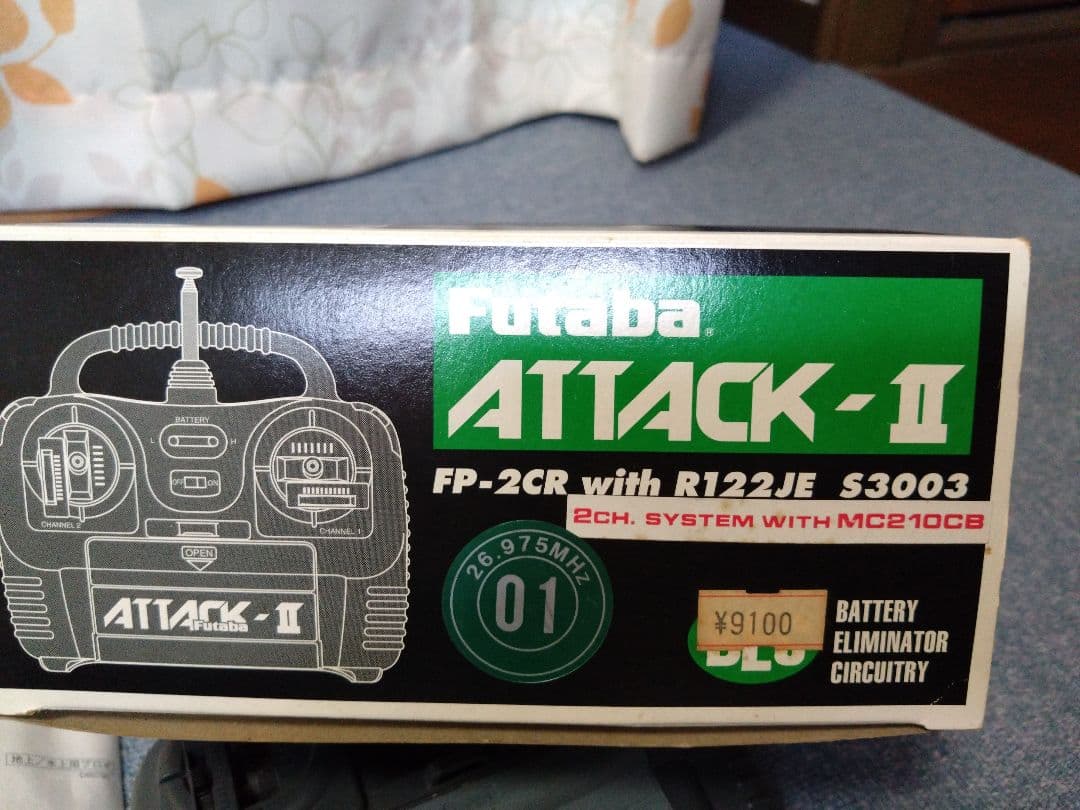 Futaba®
ATTACK-II
FP-2CR with R122JE S3003
2CH. SYSTEM WITH MC210CB
26.975MHZ
01
¥9100
BATTERY
ELIMINATOR
CIRCUITRY
BATTERY
L H
OFF ON
CHANNEL 2
CHANNEL 1
OPEN
ATTACK-II
Futaba